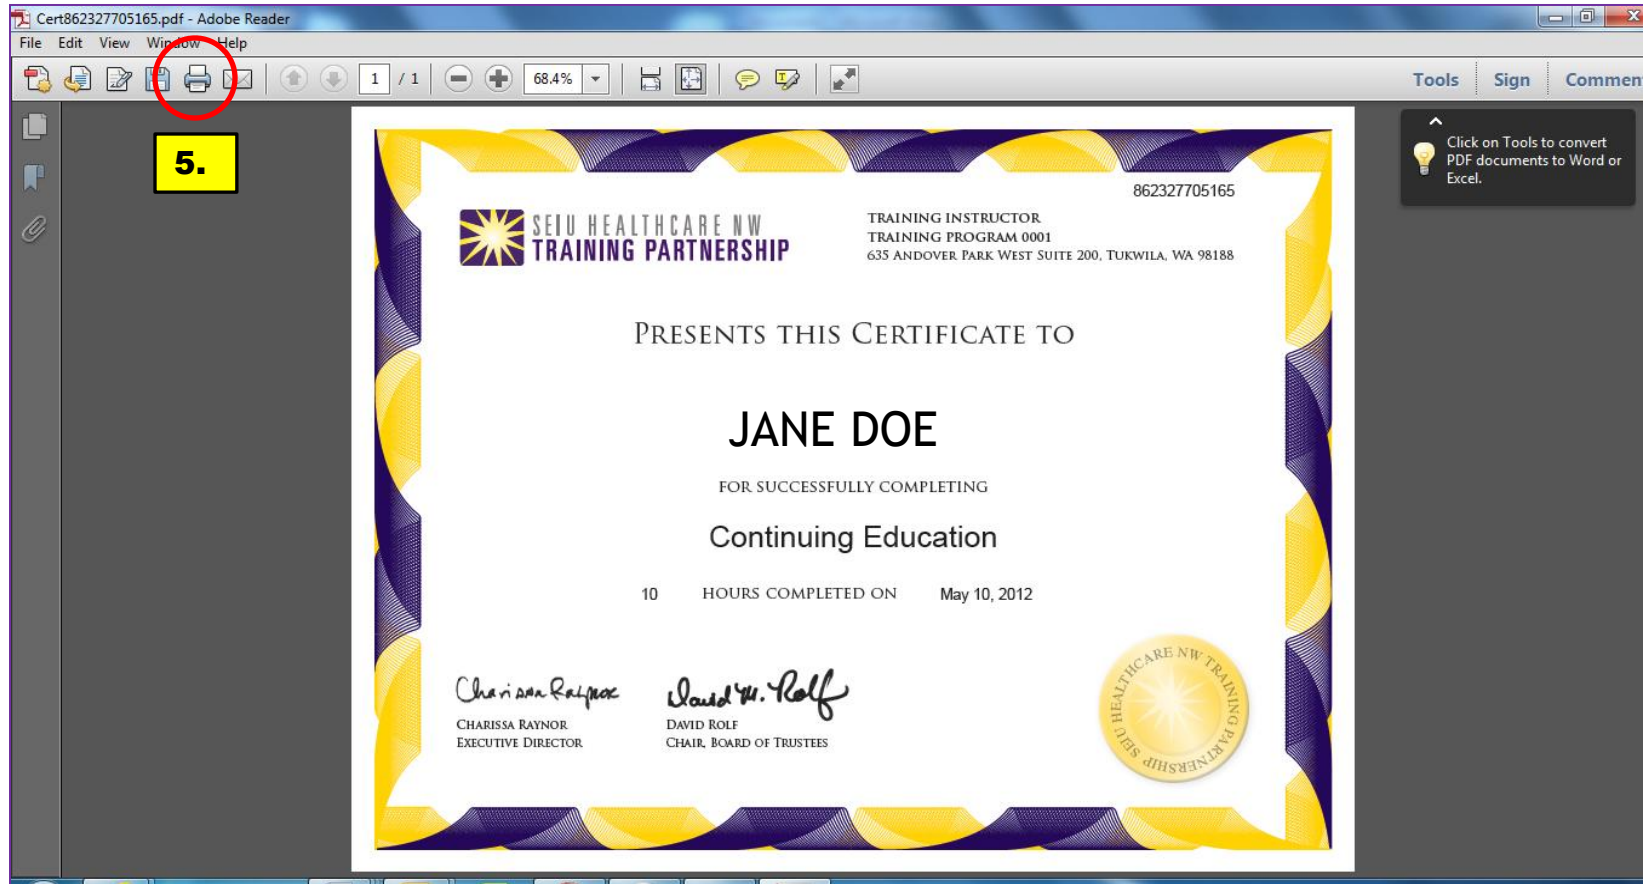 Cert862327705165.pdf - Adobe Reader
File Edit View Window Help
1 / 1 68.4% Tools Sign Commen
5.
Click on Tools to convert
PDF documents to Word or
Excel.
862327705165
SEIU HEALTHCARE NW
TRAINING PARTNERSHIP
TRAINING INSTRUCTOR
TRAINING PROGRAM 0001
635 ANDOVER PARK WEST SUITE 200, TUKWILA, WA 98188
PRESENTS THIS CERTIFICATE TO
JANE DOE
FOR SUCCESSFULLY COMPLETING
Continuing Education
10 HOURS COMPLETED ON May 10, 2012
Charissa Raynor
David M. Rolf
CHARISSA RAYNOR
EXECUTIVE DIRECTOR
DAVID ROLF
CHAIR, BOARD OF TRUSTEES
SEIU HEALTHCARE NW TRAINING PARTNERSHIP